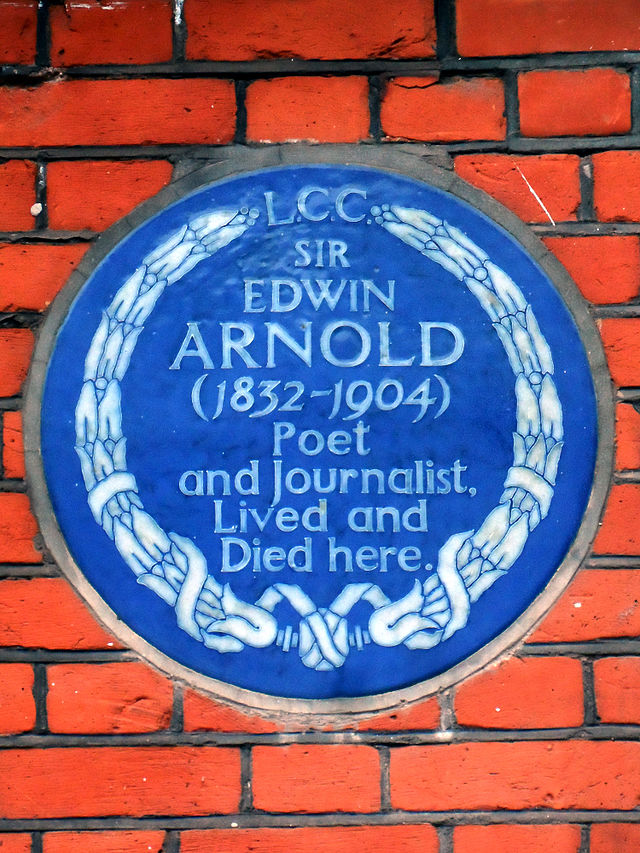 L.C.C.
SIR
EDWIN
ARNOLD
(1832-1904)
Poet
and Journalist,
Lived and
Died here.